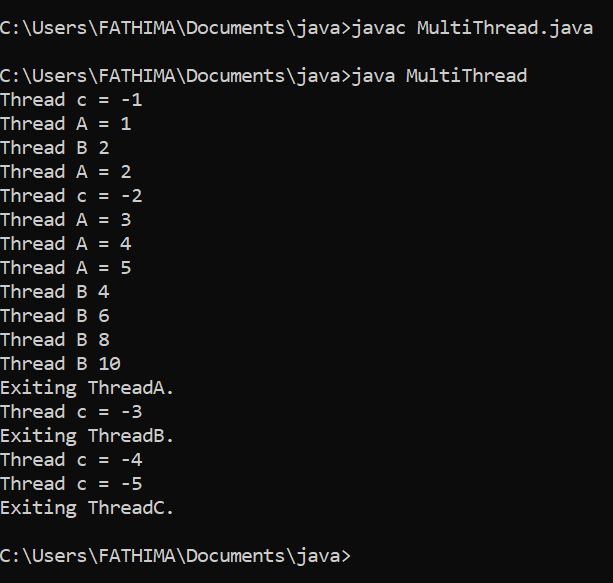 C:\Users\FATHIMA\Documents\java>javac MultiThread.java
C:\Users\FATHIMA\Documents\java>java MultiThread
Thread c = -1
Thread A = 1
Thread B 2
Thread A = 2
Thread c = -2
Thread A = 3
Thread A = 4
Thread A = 5
Thread B 4
Thread B 6
Thread B 8
Thread B 10
Exiting ThreadA.
Thread c = -3
Exiting ThreadB.
Thread c = -4
Thread c = -5
Exiting ThreadC.
C:\Users\FATHIMA\Documents\java>